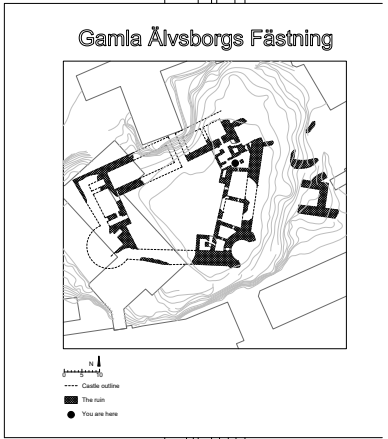 Gamla Älvsborgs Fästning
N
0 5 10
Castle outline
The ruin
You are here